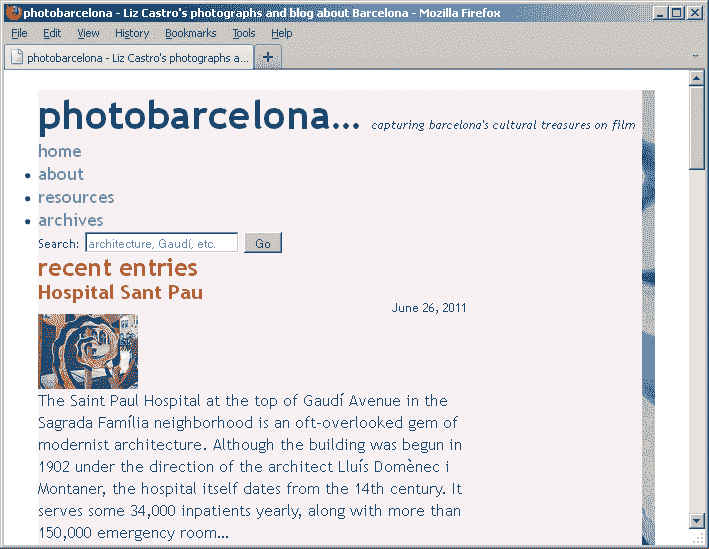 photobarcelona - Liz Castro's photographs and blog about Barcelona - Mozilla Firefox
File Edit View History Bookmarks Tools Help
photobarcelona - Liz Castro's photographs a...
photobarcelona... capturing barcelona's cultural treasures on film
home
about
resources
archives
Search: architecture, Gaudí, etc. Go
recent entries
Hospital Sant Pau
June 26, 2011
The Saint Paul Hospital at the top of Gaudí Avenue in the
Sagrada Família neighborhood is an oft-overlooked gem of
modernist architecture. Although the building was begun in
1902 under the direction of the architect Lluís Domènec i
Montaner, the hospital itself dates from the 14th century. It
serves some 34,000 inpatients yearly, along with more than
150,000 emergency room...